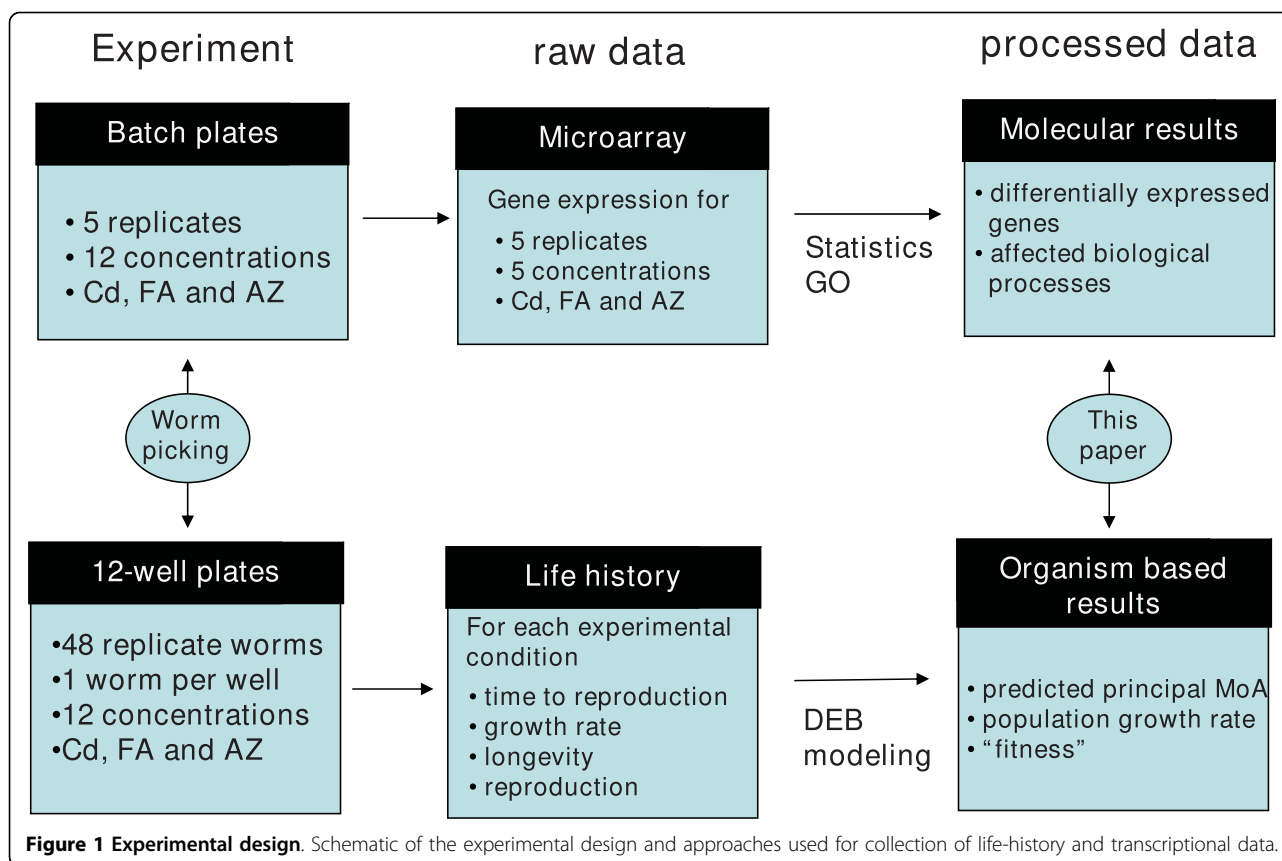 Experiment
raw data
processed data
Batch plates
• 5 replicates
• 12 concentrations
• Cd, FA and AZ
Microarray
Gene expression for
• 5 replicates
• 5 concentrations
• Cd, FA and AZ
Statistics
GO
Molecular results
• differentially expressed
genes
• affected biological
processes
Worm
picking
This
paper
12-well plates
•48 replicate worms
•1 worm per well
•12 concentrations
•Cd, FA and AZ
Life history
For each experimental
condition
• time to reproduction
• growth rate
• longevity
• reproduction
DEB
modeling
Organism based
results
• predicted principal MoA
• population growth rate
• “fitness”
Figure 1 Experimental design. Schematic of the experimental design and approaches used for collection of life-history and transcriptional data.